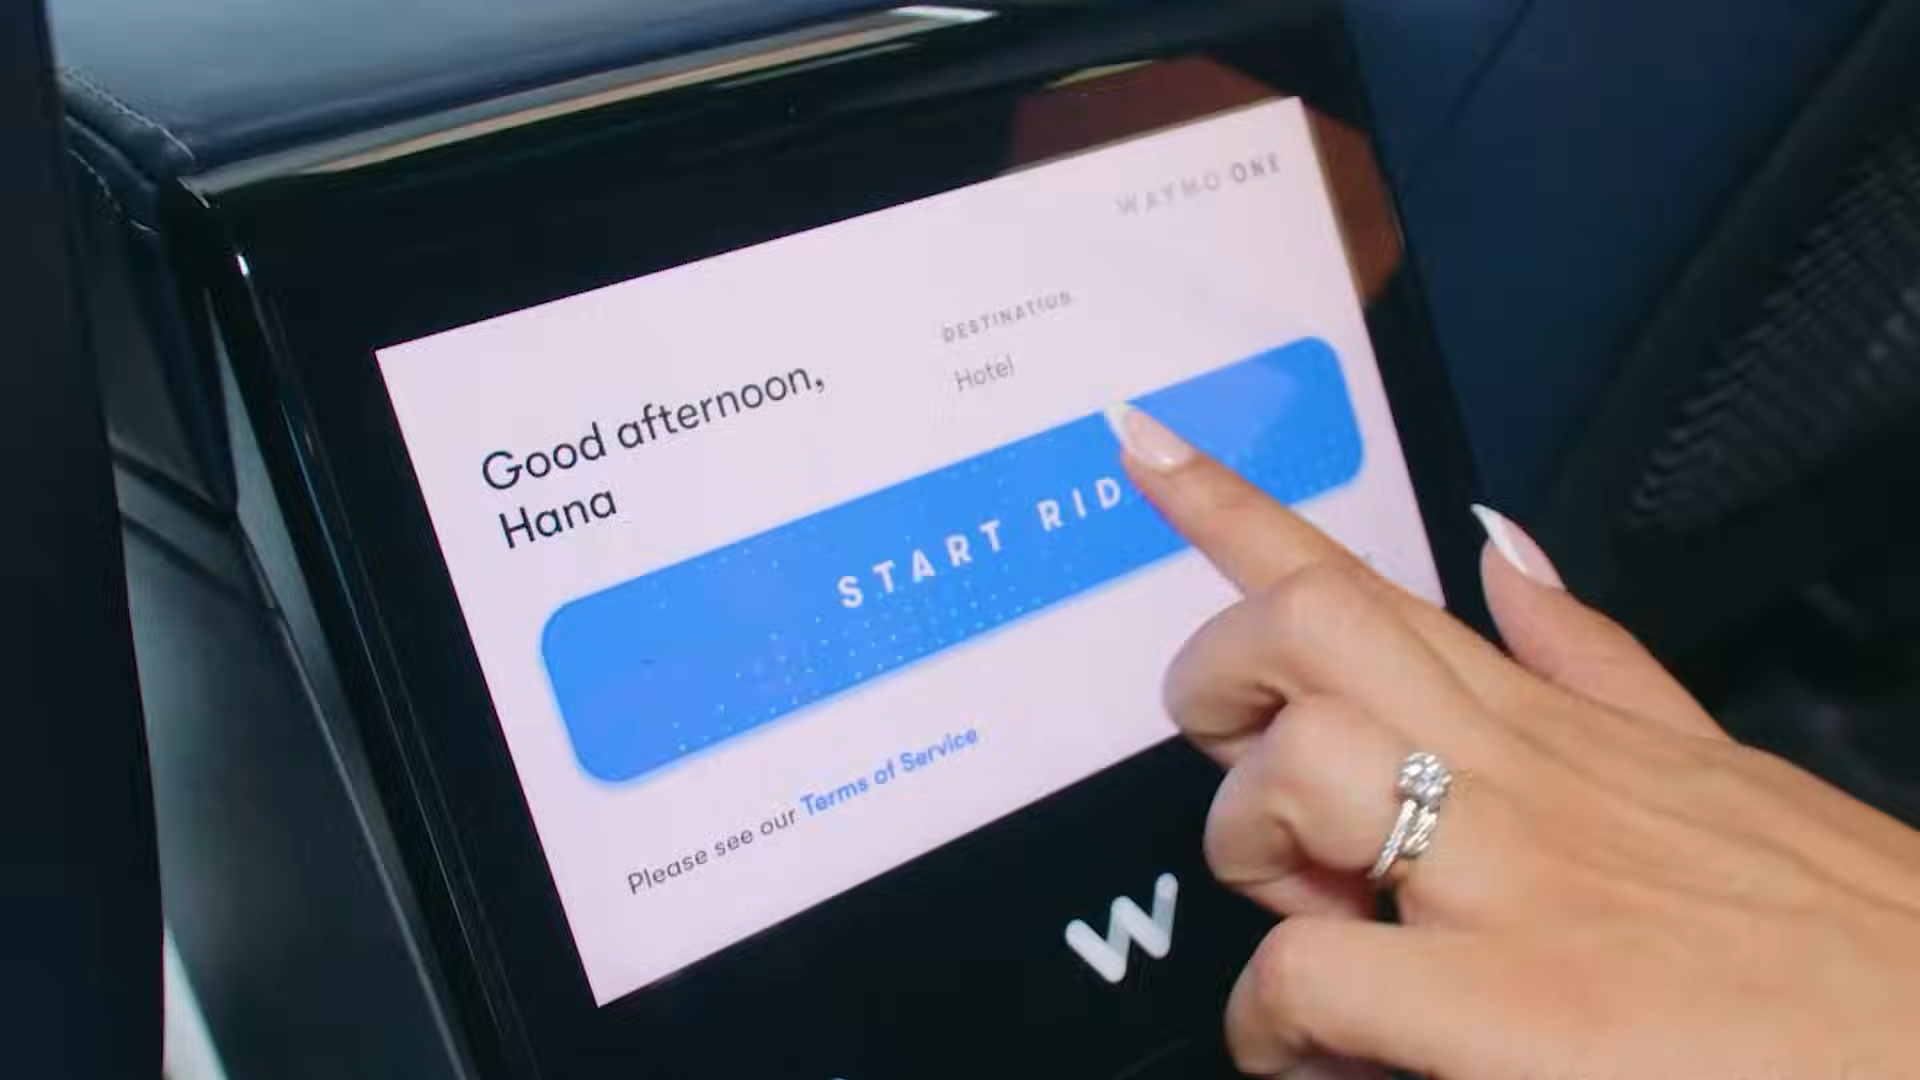 WAYMO ONE
DESTINATION
Hotel
Good afternoon,
Hana
START RID
Please see our Terms of Service